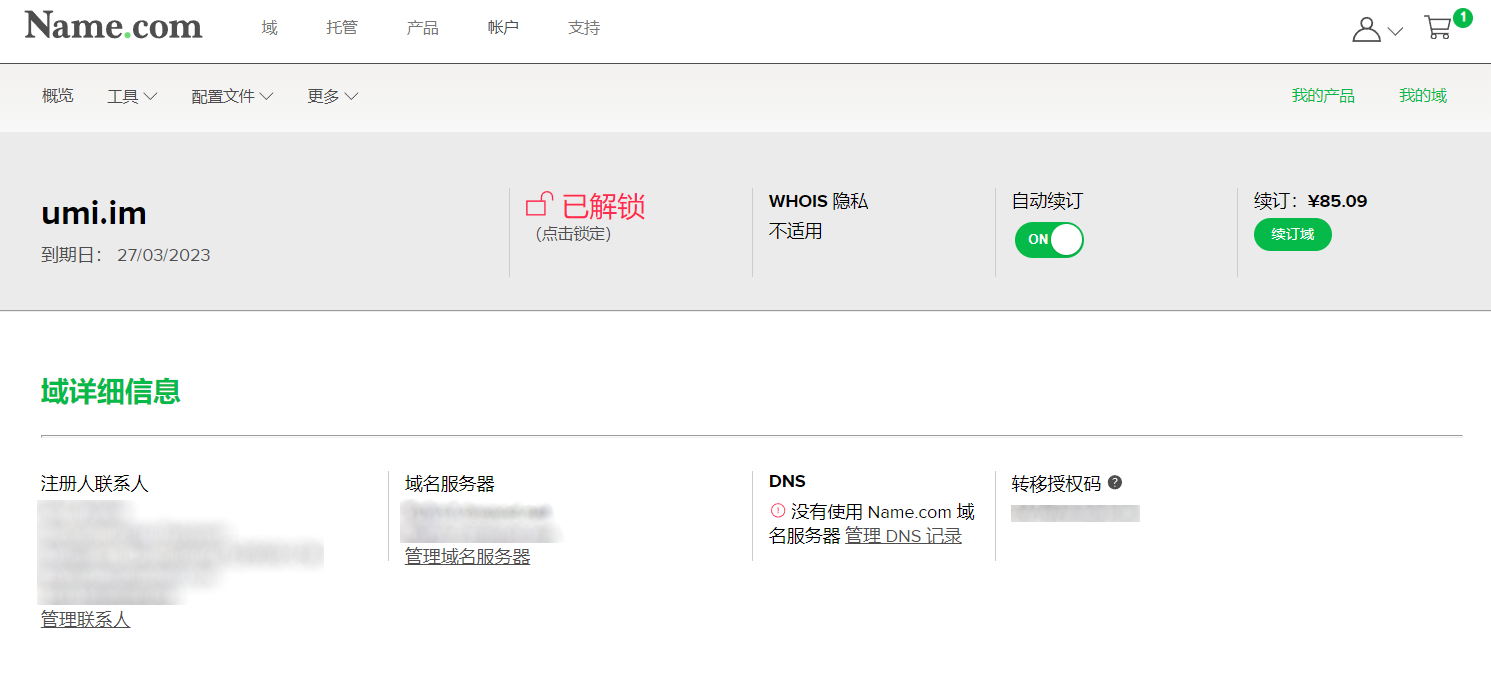 Name.com 域 托管 产品 帐户 支持 1
概览 工具 配置文件 更多 我的产品 我的域
umi.im
到期日： 27/03/2023
已解锁
(点击锁定)
WHOIS 隐私
不适用
自动续订
ON
续订：¥85.09
续订域
域详细信息
注册人联系人
管理联系人
域名服务器
管理域名服务器
DNS
没有使用 Name.com 域
名服务器 管理 DNS 记录
转移授权码 ?